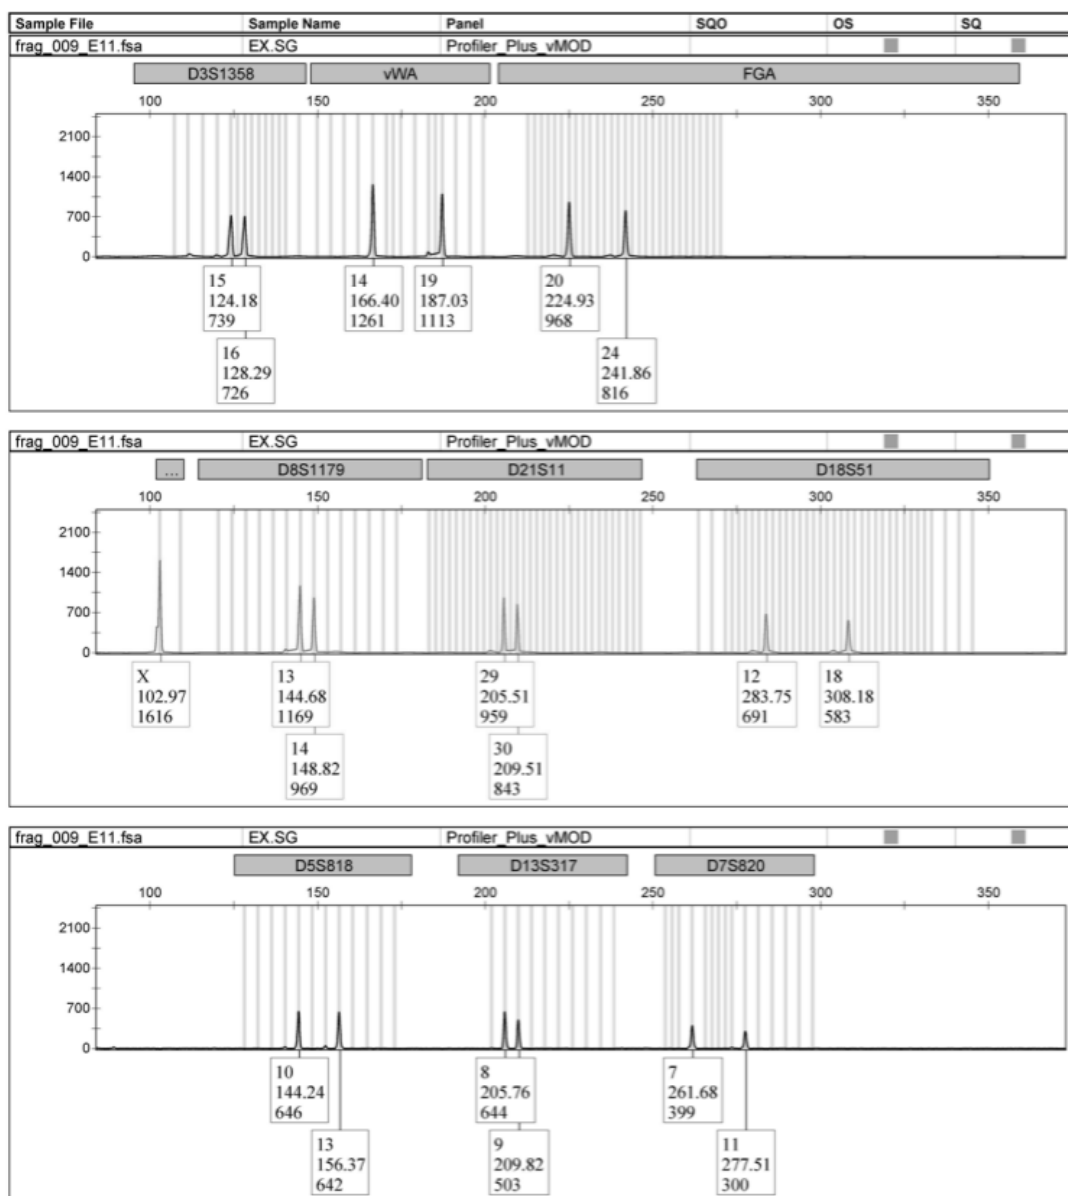 Sample File Sample Name Panel SQO OS SQ
frag_009_E11.fsa EX.SG Profiler_Plus_vMOD
D3S1358 vWA FGA
100 150 200 250 300 350
2100
1400
700
0
15 14 19 20
124.18 166.40 187.03 224.93
739 1261 1113 968
16 24
128.29 241.86
726 816
frag_009_E11.fsa EX.SG Profiler_Plus_vMOD
... D8S1179 D21S11 D18S51
100 150 200 250 300 350
2100
1400
700
0
X 13 29 12 18
102.97 144.68 205.51 283.75 308.18
1616 1169 959 691 583
14 30
148.82 209.51
969 843
frag_009_E11.fsa EX.SG Profiler_Plus_vMOD
D5S818 D13S317 D7S820
100 150 200 250 300 350
2100
1400
700
0
10 8 7
144.24 205.76 261.68
646 644 399
13 9 11
156.37 209.82 277.51
642 503 300